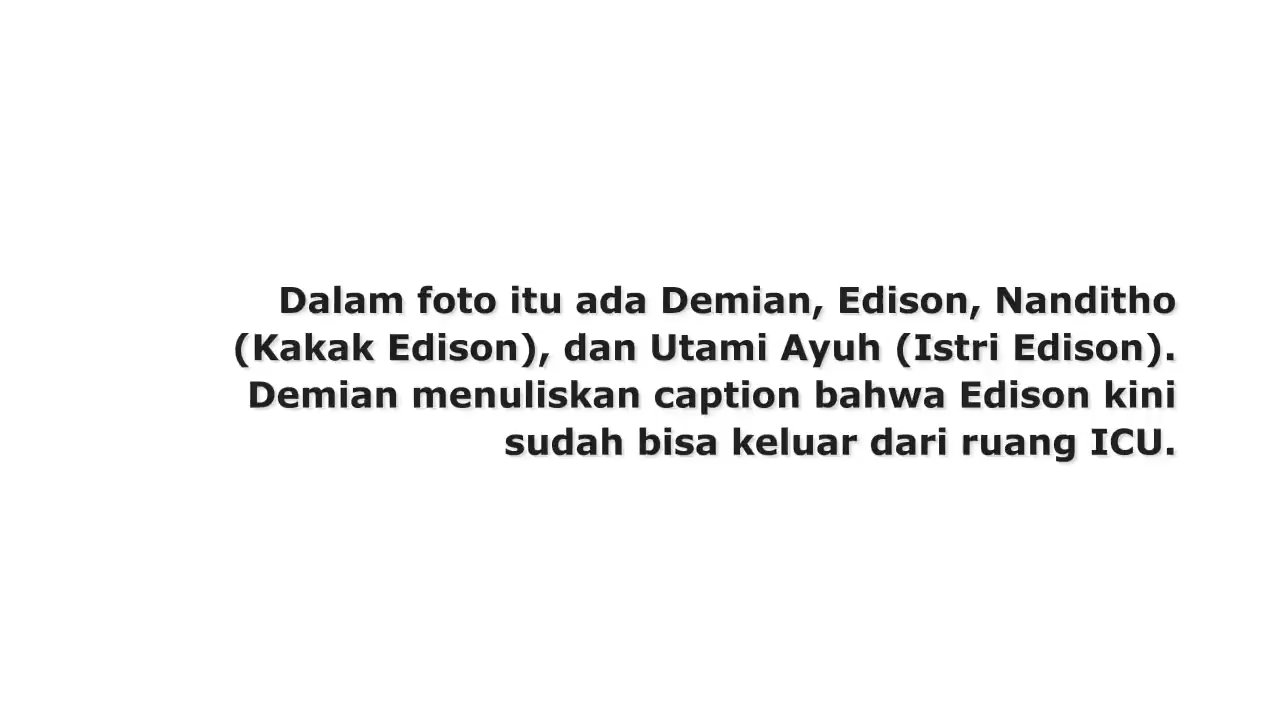 Dalam foto itu ada Demian, Edison, Nanditho
(Kakak Edison), dan Utami Ayuh (Istri Edison).
Demian menuliskan caption bahwa Edison kini
sudah bisa keluar dari ruang ICU.